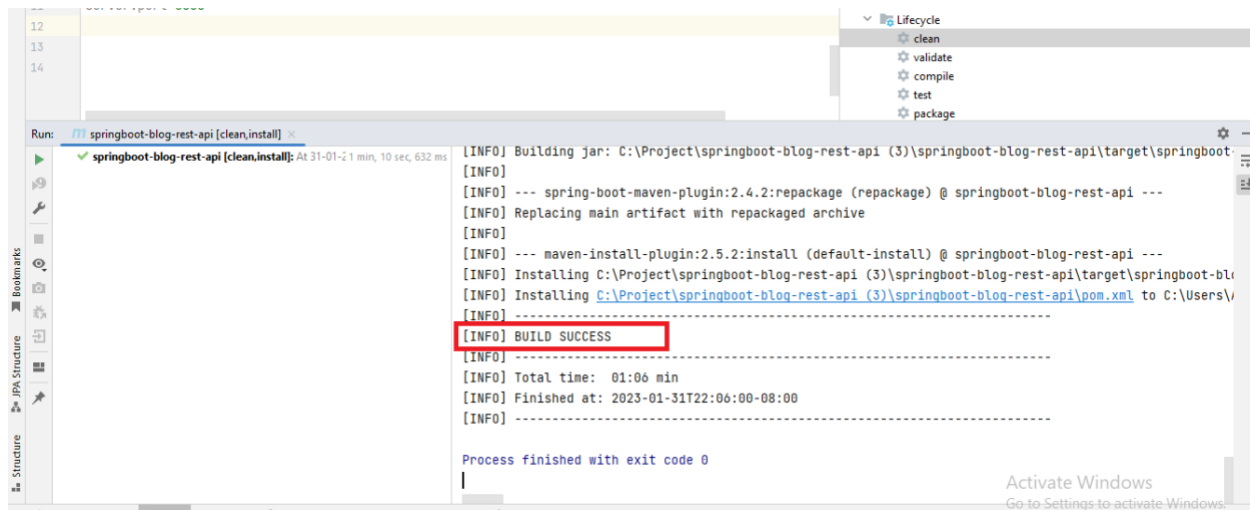 12
13
14
Lifecycle
clean
validate
compile
test
package
Run: springboot-blog-rest-api [clean,install] ×
springboot-blog-rest-api [clean,install]: At 31-01-2 1 min, 10 sec, 632 ms
[INFO] Building jar: C:\Project\springboot-blog-rest-api (3)\springboot-blog-rest-api\target\springboot-
[INFO]
[INFO] --- spring-boot-maven-plugin:2.4.2:repackage (repackage) @ springboot-blog-rest-api ---
[INFO] Replacing main artifact with repackaged archive
[INFO]
[INFO] --- maven-install-plugin:2.5.2:install (default-install) @ springboot-blog-rest-api ---
[INFO] Installing C:\Project\springboot-blog-rest-api (3)\springboot-blog-rest-api\target\springboot-blo
[INFO] Installing C:\Project\springboot-blog-rest-api (3)\springboot-blog-rest-api\pom.xml to C:\Users\
[INFO] ------------------------------------------------------------------------
[INFO] BUILD SUCCESS
[INFO] ------------------------------------------------------------------------
[INFO] Total time:  01:06 min
[INFO] Finished at: 2023-01-31T22:06:00-08:00
[INFO] ------------------------------------------------------------------------
Process finished with exit code 0
Bookmarks
JPA Structure
Structure
Activate Windows
Go to Settings to activate Windows.